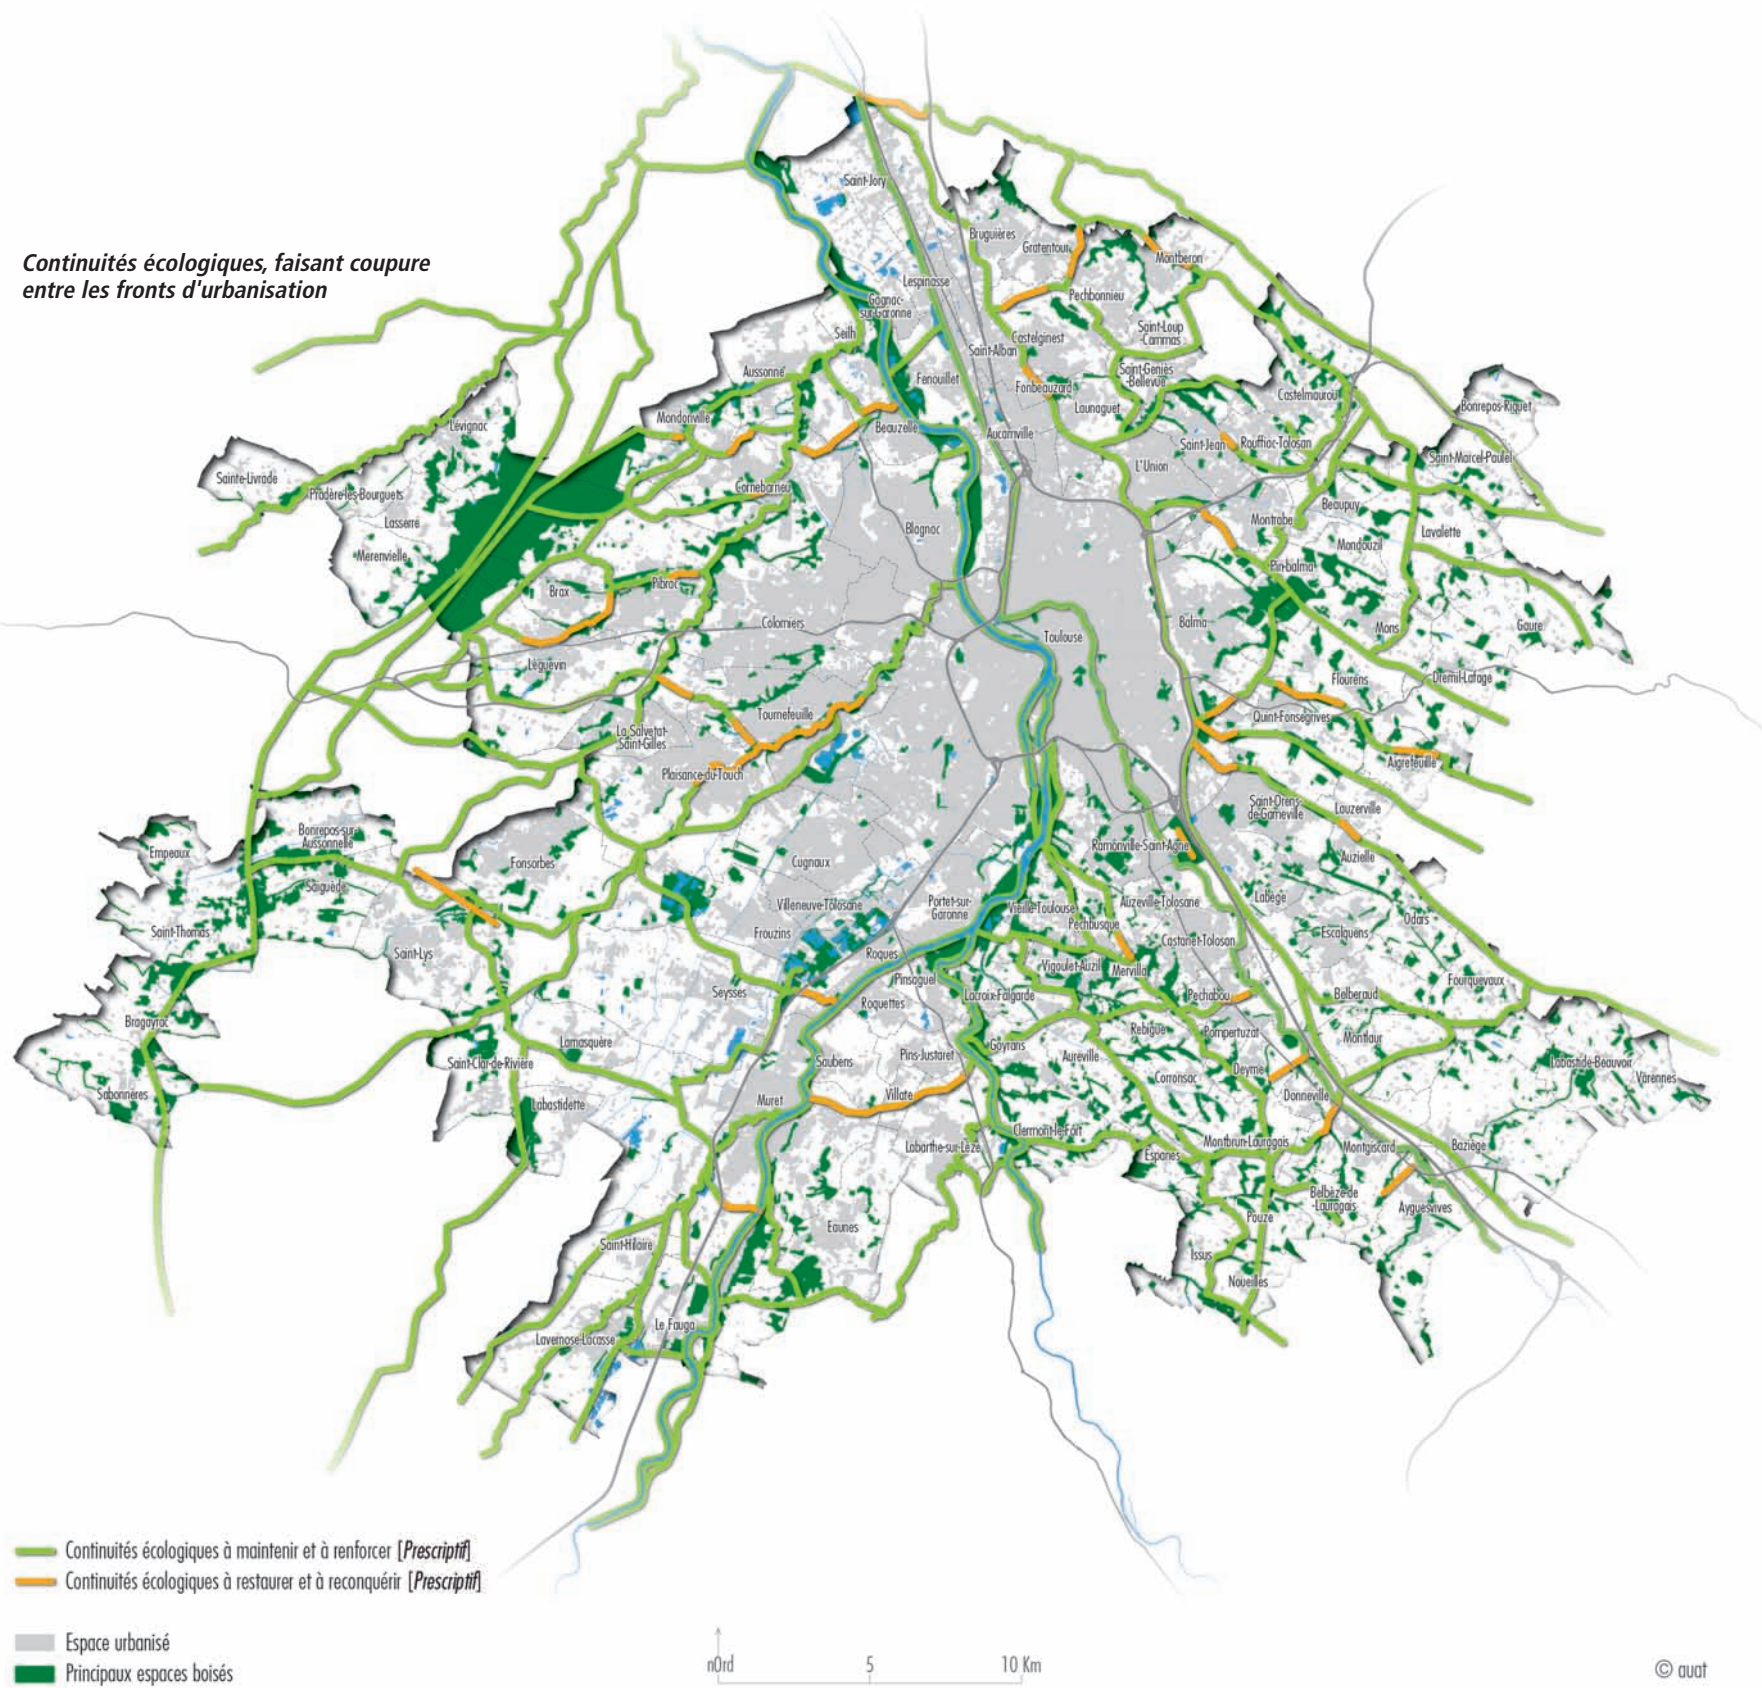 Continuités écologiques, faisant coupure
entre les fronts d'urbanisation
Saint-Jory
Bruguières
Gratentour
Montberon
Lespinasse
Pechbonnieu
Gagnac-
sur-Garonne
Seilh
Castelginest
Saint-Loup
-Cammas
Saint-Alban
Aussonne
Fenouillet
Fonbeauzard
Saint-Geniès
-Bellevue
Launaguet
Castelmaurou
Bonrepos-Riquet
Mondonville
Lévignac
Beauzelle
Aucamville
Saint-Jean
Rouffiac-Tolosan
L'Union
Saint-Marcel-Paulel
Sainte-Livrade
Pradère-les-Bourguets
Cornebarrieu
Lasserre
Blagnac
Montrabe
Beaupuy
Lavalette
Mondouzil
Merenvielle
Pin-balma
Brax
Pibrac
Colomiers
Toulouse
Balma
Mons
Gaure
Léguevin
Flourens
Drémil-Lafage
Tournefeuille
Quint-Fonsegrives
La Salvetat-
Saint-Gilles
Plaisance-du-Touch
Aigrefeuille
Saint-Orens-
de-Gameville
Lauzerville
Bonrepos-sur-
Aussonnelle
Empeaux
Fonsorbes
Cugnaux
Ramonville-Saint-Agne
Auzielle
Saiguède
Villeneuve-Tolosane
Portet-sur-
Garonne
Vieille-Toulouse
Auzeville-Tolosane
Labège
Saint-Thomas
Frouzins
Pechbusque
Odars
Saint-Lys
Roques
Castanet-Tolosan
Escalquens
Pinsaguel
Vigoulet-Auzil
Mervilla
Fourquevaux
Seysses
Roquettes
Lacroix-Falgarde
Pechabou
Belberaud
Bragayrac
Lamasquère
Goyrans
Rebigue
Pompertuzat
Montlaur
Saint-Clar-de-Rivière
Saubens
Pins-Justaret
Aureville
Deyme
Labastide-Beauvoir
Varennes
Corronsac
Sabonnères
Labastidette
Muret
Villate
Donneville
Clermont-le-Fort
Labarthe-sur-Lèze
Espanes
Montbrun-Lauragais
Montgiscard
Baziège
Belbèze-de
-Lauragais
Ayguesvives
Pouze
Eaunes
Saint-Hilaire
Issus
Noueilles
Lavernose-Lacasse
Le Fauga
Continuités écologiques à maintenir et à renforcer [Prescriptif]
Continuités écologiques à restaurer et à reconquérir [Prescriptif]
Espace urbanisé
Principaux espaces boisés
nOrd 5 10 Km
© auat